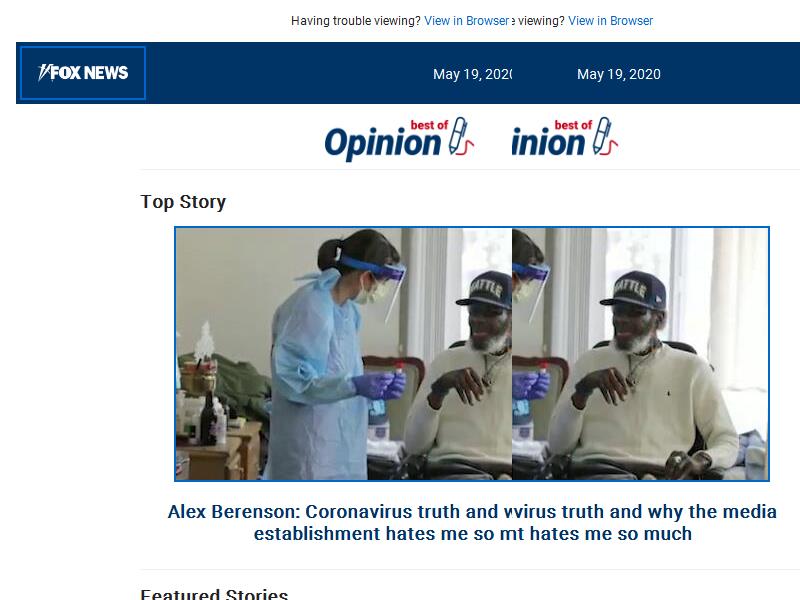 Having trouble viewing? View in Browser e viewing? View in Browser
FOX NEWS May 19, 2020 May 19, 2020
best of best of
Opinion inion
Top Story
SEATTLE
Alex Berenson: Coronavirus truth and wvirus truth and why the media
establishment hates me so mt hates me so much
Featured Stories